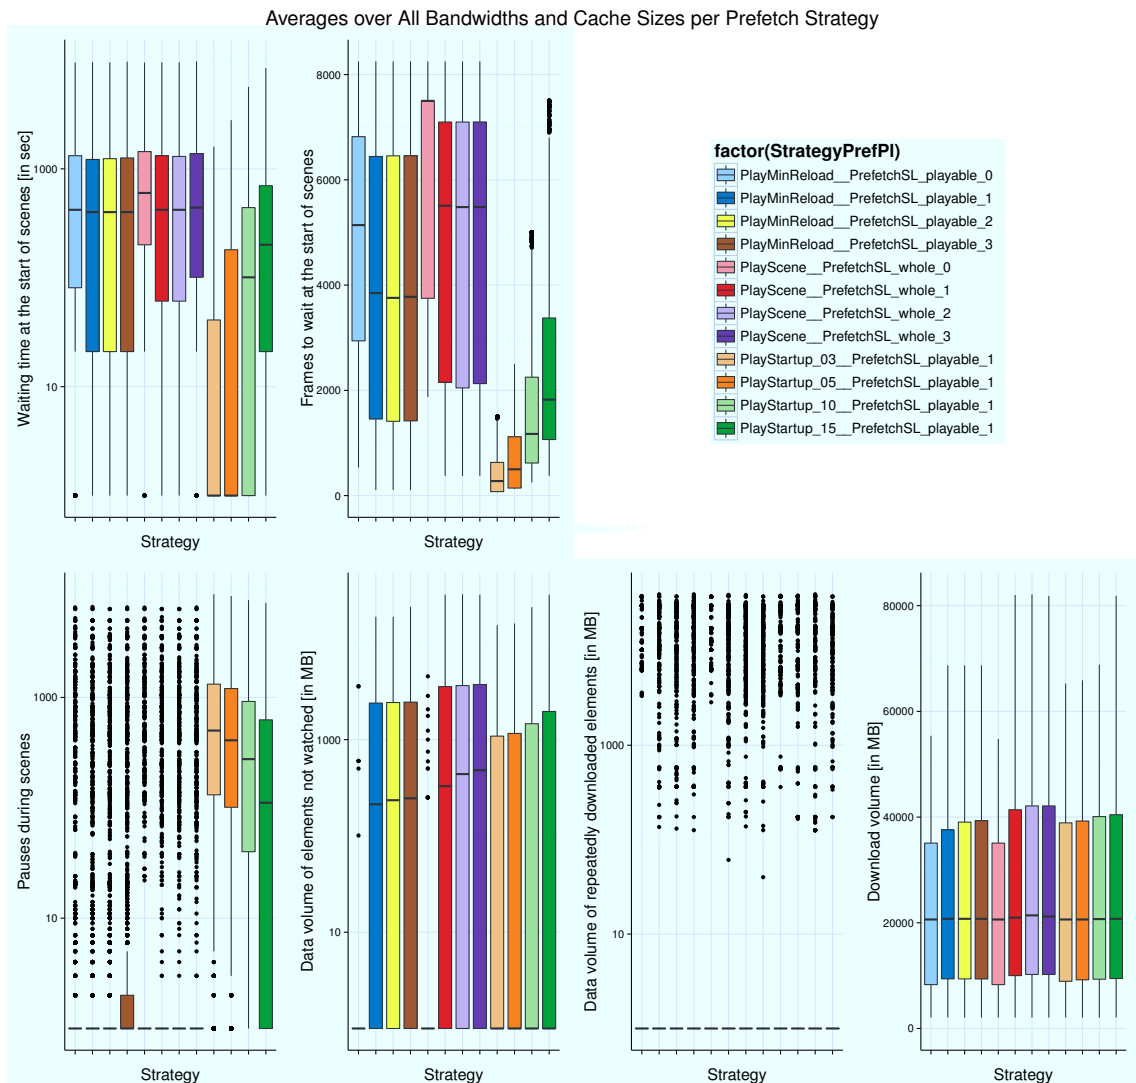 Averages over All Bandwidths and Cache Sizes per Prefetch Strategy
Waiting time at the start of scenes [in sec]
1000
10
Strategy
Frames to wait at the start of scenes
8000
6000
4000
2000
0
Strategy
factor(StrategyPrefPl)
PlayMinReload__PrefetchSL_playable_0
PlayMinReload__PrefetchSL_playable_1
PlayMinReload__PrefetchSL_playable_2
PlayMinReload__PrefetchSL_playable_3
PlayScene__PrefetchSL_whole_0
PlayScene__PrefetchSL_whole_1
PlayScene__PrefetchSL_whole_2
PlayScene__PrefetchSL_whole_3
PlayStartup_03__PrefetchSL_playable_1
PlayStartup_05__PrefetchSL_playable_1
PlayStartup_10__PrefetchSL_playable_1
PlayStartup_15__PrefetchSL_playable_1
Pauses during scenes
1000
10
Strategy
Data volume of elements not watched [in MB]
1000
10
Strategy
Data volume of repeatedly downloaded elements [in MB]
1000
10
Strategy
Download volume [in MB]
80000
60000
40000
20000
0
Strategy